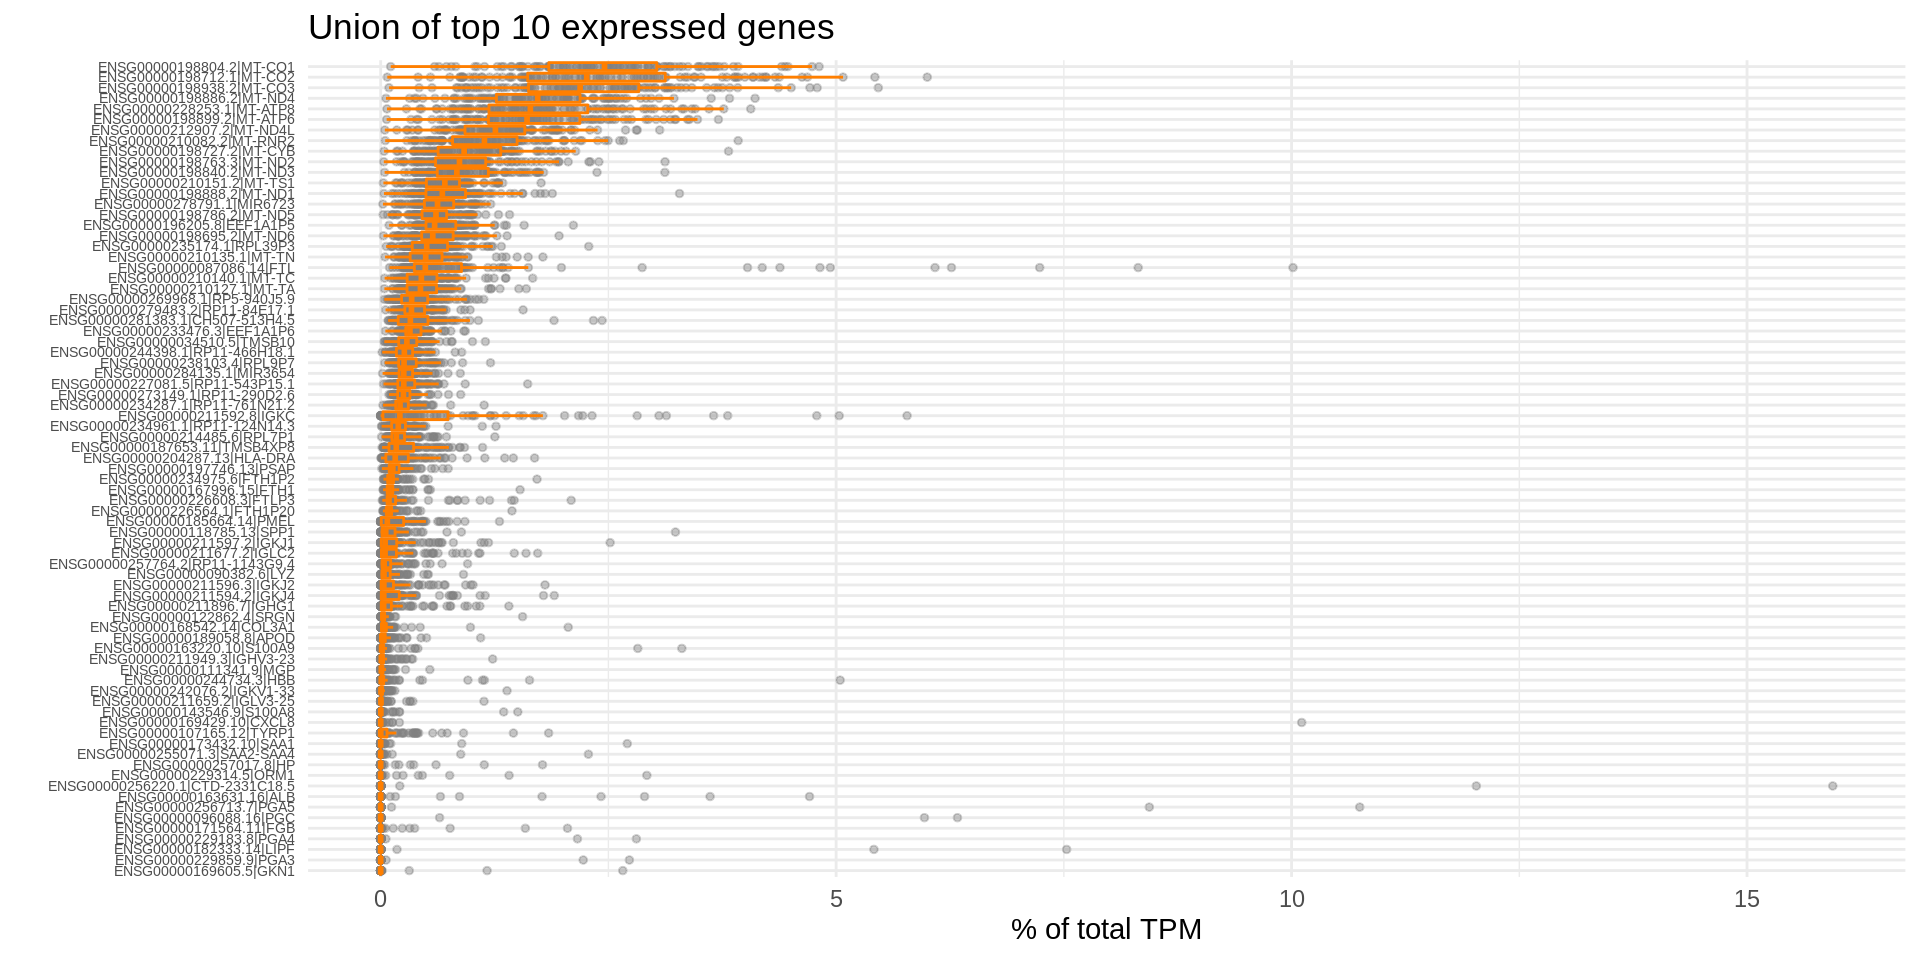 Union of top 10 expressed genes
ENSG00000198804.2|MT-CO1
ENSG00000198712.1|MT-CO2
ENSG00000198938.2|MT-CO3
ENSG00000198886.2|MT-ND4
ENSG00000228253.1|MT-ATP8
ENSG00000198899.2|MT-ATP6
ENSG00000212907.2|MT-ND4L
ENSG00000210082.2|MT-RNR2
ENSG00000198727.2|MT-CYB
ENSG00000198763.3|MT-ND2
ENSG00000198840.2|MT-ND3
ENSG00000210151.2|MT-TS1
ENSG00000198888.2|MT-ND1
ENSG00000278791.1|MIR6723
ENSG00000198786.2|MT-ND5
ENSG00000196205.8|EEF1A1P5
ENSG00000198695.2|MT-ND6
ENSG00000235174.1|RPL39P3
ENSG00000210135.1|MT-TN
ENSG00000087086.14|FTL
ENSG00000210140.1|MT-TC
ENSG00000210127.1|MT-TA
ENSG00000269968.1|RP5-940J5.9
ENSG00000279483.2|RP11-84E17.1
ENSG00000281383.1|CH507-513H4.5
ENSG00000233476.3|EEF1A1P6
ENSG00000034510.5|TMSB10
ENSG00000244398.1|RP11-466H18.1
ENSG00000238103.4|RPL9P7
ENSG00000284135.1|MIR3654
ENSG00000227081.5|RP11-543P15.1
ENSG00000273149.1|RP11-290D2.6
ENSG00000234287.1|RP11-761N21.2
ENSG00000211592.8|IGKC
ENSG00000234961.1|RP11-124N14.3
ENSG00000214485.6|RPL7P1
ENSG00000187653.11|TMSB4XP8
ENSG00000204287.13|HLA-DRA
ENSG00000197746.13|PSAP
ENSG00000234975.6|FTH1P2
ENSG00000167996.15|FTH1
ENSG00000226608.3|FTLP3
ENSG00000226564.1|FTH1P20
ENSG00000185664.14|PMEL
ENSG00000118785.13|SPP1
ENSG00000211597.2|IGKJ1
ENSG00000211677.2|IGLC2
ENSG00000257764.2|RP11-1143G9.4
ENSG00000090382.6|LYZ
ENSG00000211596.3|IGKJ2
ENSG00000211594.2|IGKJ4
ENSG00000211896.7|IGHG1
ENSG00000122862.4|SRGN
ENSG00000168542.14|COL3A1
ENSG00000189058.8|APOD
ENSG00000163220.10|S100A9
ENSG00000211949.3|IGHV3-23
ENSG00000111341.9|MGP
ENSG00000244734.3|HBB
ENSG00000242076.2|IGKV1-33
ENSG00000211659.2|IGLV3-25
ENSG00000143546.9|S100A8
ENSG00000169429.10|CXCL8
ENSG00000107165.12|TYRP1
ENSG00000173432.10|SAA1
ENSG00000255071.3|SAA2-SAA4
ENSG00000257017.8|HP
ENSG00000229314.5|ORM1
ENSG00000256220.1|CTD-2331C18.5
ENSG00000163631.16|ALB
ENSG00000256713.7|PGA5
ENSG00000096088.16|PGC
ENSG00000171564.11|FGB
ENSG00000229183.8|PGA4
ENSG00000182333.14|LIPF
ENSG00000229859.9|PGA3
ENSG00000169605.5|GKN1
0 5 10 15
% of total TPM